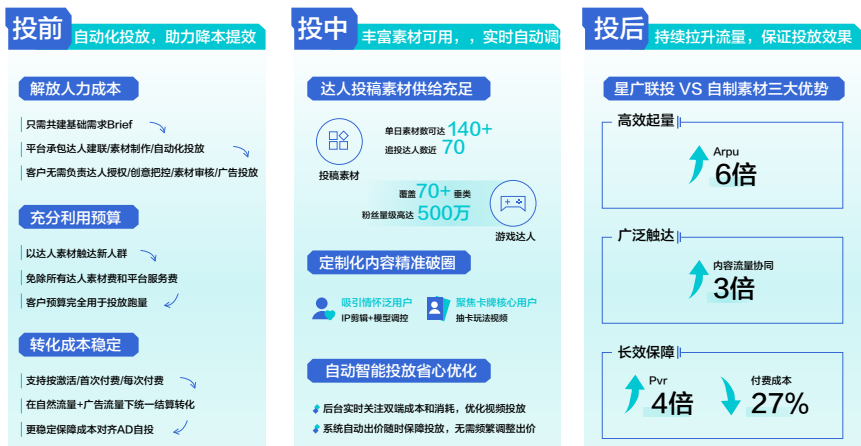 投前 自动化投放，助力降本提效
解放人力成本
只需共建基础需求Brief
平台承包达人建联/素材制作/自动化投放
客户无需负责达人授权/创意把控/素材审核/广告投放
充分利用预算
以达人素材触达新人群
免除所有达人素材费和平台服务费
客户预算完全用于投放跑量
转化成本稳定
支持按激活/首次付费/每次付费
在自然流量+广告流量下统一结算转化
更稳定保障成本对齐AD自投
投中 丰富素材可用，，实时自动调
达人投稿素材供给充足
投稿素材
单日素材数可达 140+
追投达人数近 70
覆盖70+ 垂类
粉丝量级高达 500万
游戏达人
定制化内容精准破圈
吸引情怀泛用户
IP剪辑+模型调控
聚焦卡牌核心用户
抽卡玩法视频
自动智能投放省心优化
后台实时关注双端成本和消耗，优化视频投放
系统自动出价随时保障投放，无需频繁调整出价
投后 持续拉升流量，保证投放效果
星广联投 VS 自制素材三大优势
高效起量
Arpu
6倍
广泛触达
内容流量协同
3倍
长效保障
Pvr
4倍
付费成本
27%